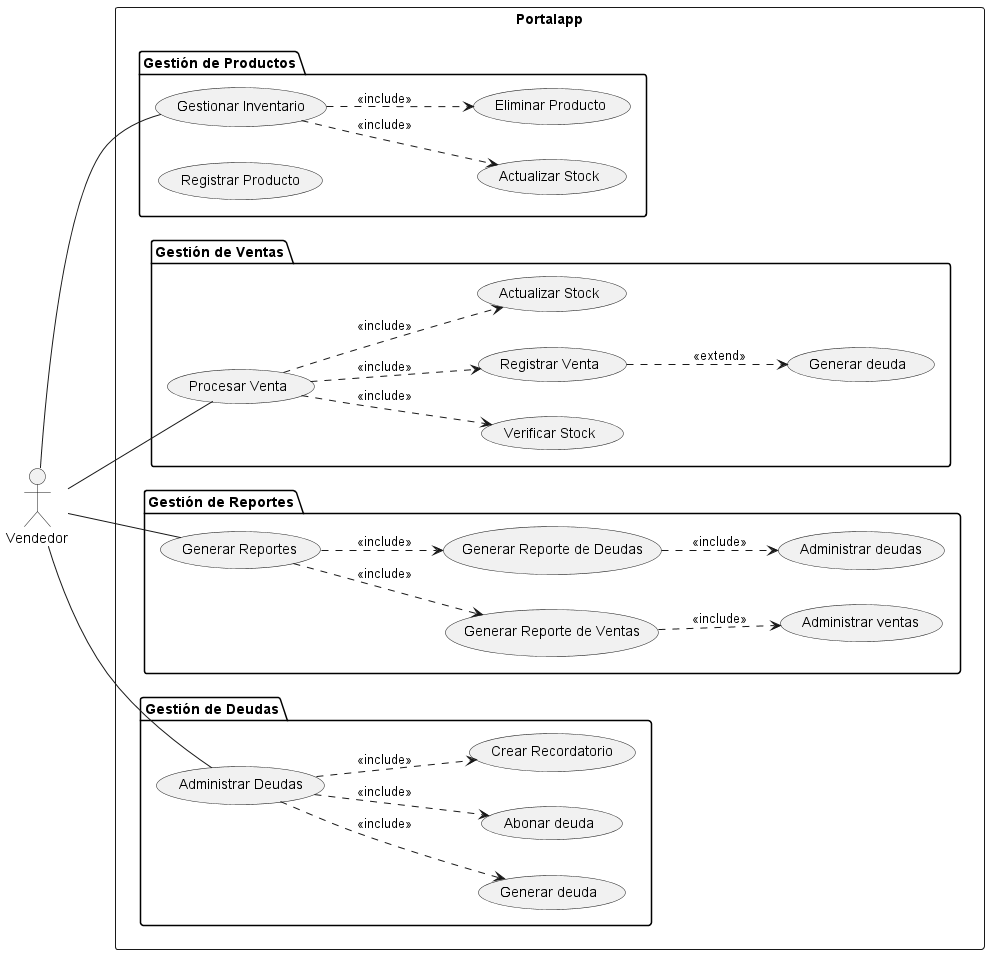 Portalapp
Gestión de Productos
Gestionar Inventario
«include»
Eliminar Producto
«include»
Registrar Producto
Actualizar Stock
Gestión de Ventas
Actualizar Stock
«include»
Procesar Venta
«include»
Registrar Venta
«extend»
Generar deuda
«include»
Verificar Stock
Vendedor
Gestión de Reportes
Generar Reportes
«include»
Generar Reporte de Deudas
«include»
Administrar deudas
«include»
Generar Reporte de Ventas
«include»
Administrar ventas
Gestión de Deudas
Administrar Deudas
«include»
Crear Recordatorio
«include»
Abonar deuda
«include»
Generar deuda